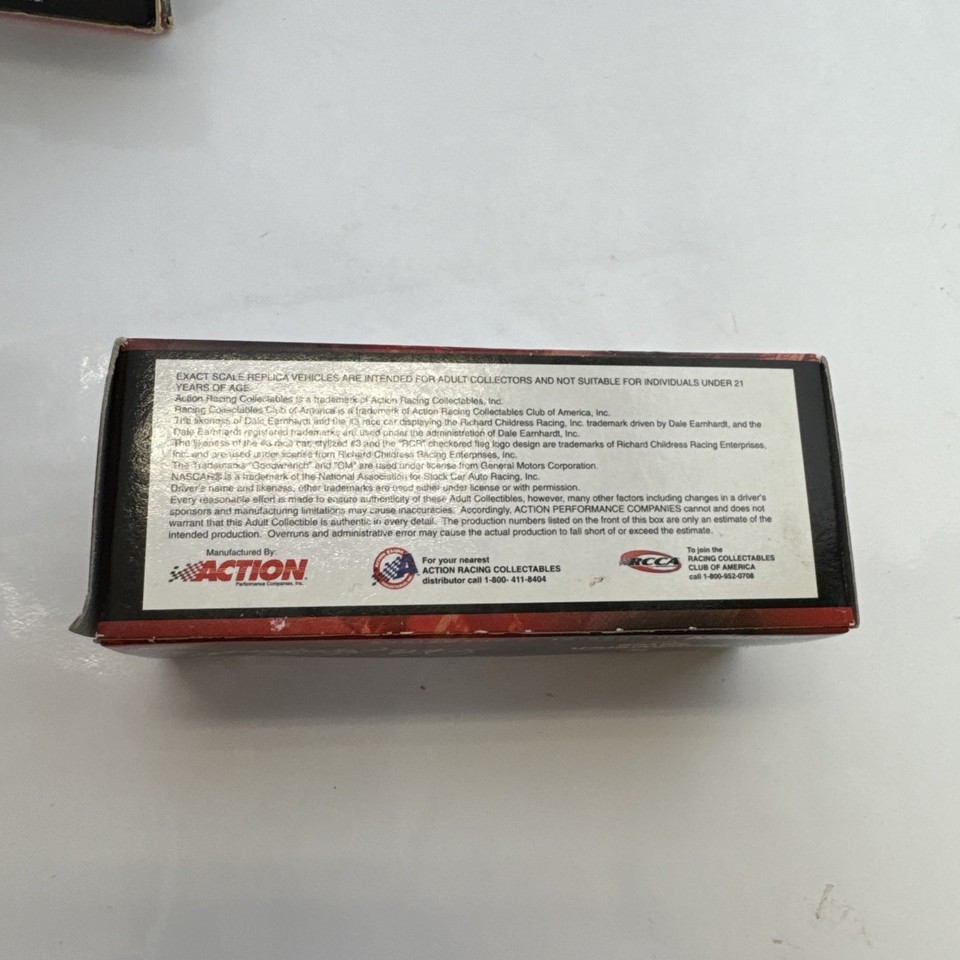 EXACT SCALE REPLICA VEHICLES ARE INTENDED FOR ADULT COLLECTORS AND NOT SUITABLE FOR INDIVIDUALS UNDER 21
YEARS OF AGE.
Action Racing Collectables is a trademark of Action Racing Collectables, Inc.
Racing Collectables Club of America is a trademark of Action Racing Collectables Club of America, Inc.
The likeness of Dale Earnhardt and the #3 race car displaying the Richard Childress Racing, Inc. trademark driven by Dale Earnhardt, and the
Dale Earnhardt registered trademarks are used under the administration of Dale Earnhardt, Inc.
The likeness of the #3 race car, stylized #3 and the "RCR" checkered flag logo design are trademarks of Richard Childress Racing Enterprises,
Inc. and are used under license from Richard Childress Racing Enterprises, Inc.
The Trademarks "Goodwrench" and "GM" are used under license from General Motors Corporation.
NASCAR® is a trademark of the National Association for Stock Car Auto Racing, Inc.
Driver's name and likeness, other trademarks are used either under license or with permission.
Every reasonable effort is made to ensure authenticity of these Adult Collectibles, however, many other factors including changes in a driver's
sponsors and manufacturing limitations may cause inaccuracies. Accordingly, ACTION PERFORMANCE COMPANIES cannot and does not
warrant that this Adult Collectible is authentic in every detail. The production numbers listed on the front of this box are only an estimate of the
intended production. Overruns and administrative error may cause the actual production to fall short of or exceed the estimate.
Manufactured By:
ACTION
Performance Companies, Inc.
For your nearest
ACTION RACING COLLECTABLES
distributor call 1-800- 411-8404
RCCA
To join the
RACING COLLECTABLES
CLUB OF AMERICA
call 1-800-952-0708